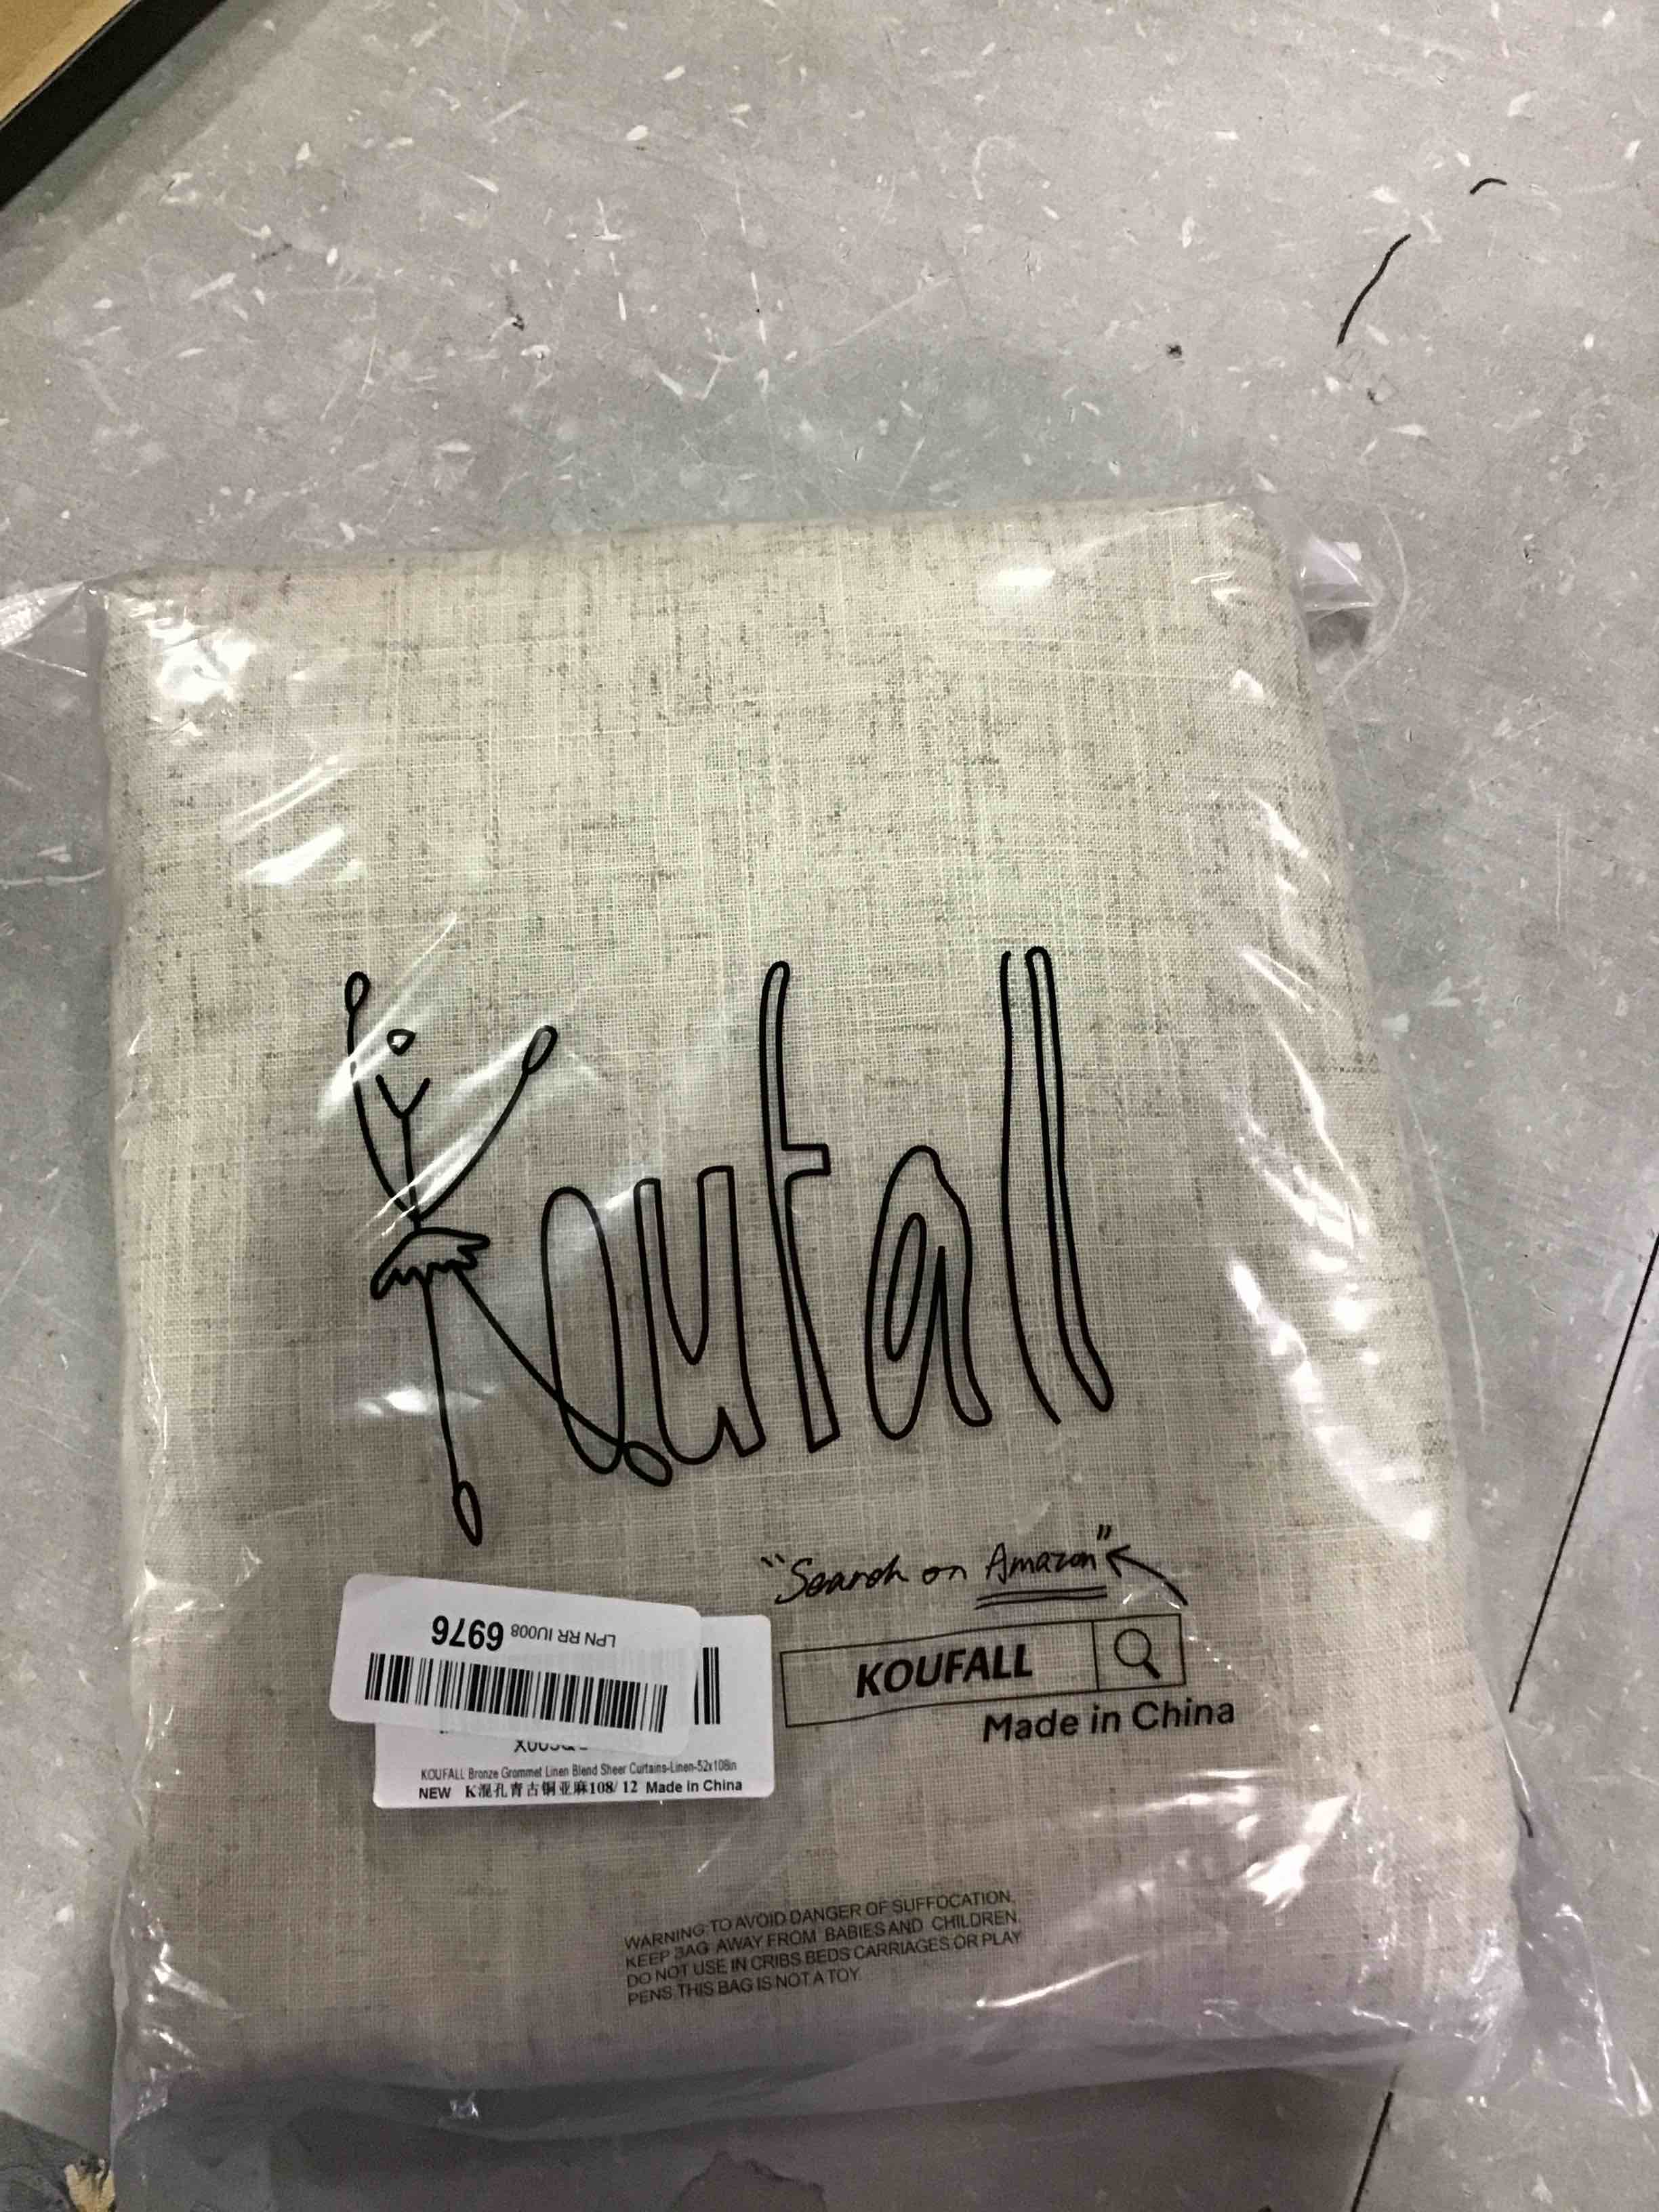 Koufall
"Search on Amazon"
KOUFALL
Made in China
LPN RR IU008 6976
KOUFALL Bronze Grommet Linen Blend Sheer Curtains-Linen-52x108in
NEW K混孔青古铜亚麻108/ 12 Made in China
WARNING:TO AVOID DANGER OF SUFFOCATION,
KEEP BAG AWAY FROM BABIES AND CHILDREN.
DO NOT USE IN CRIBS BEDS CARRIAGES OR PLAY
PENS.THIS BAG IS NOT A TOY.